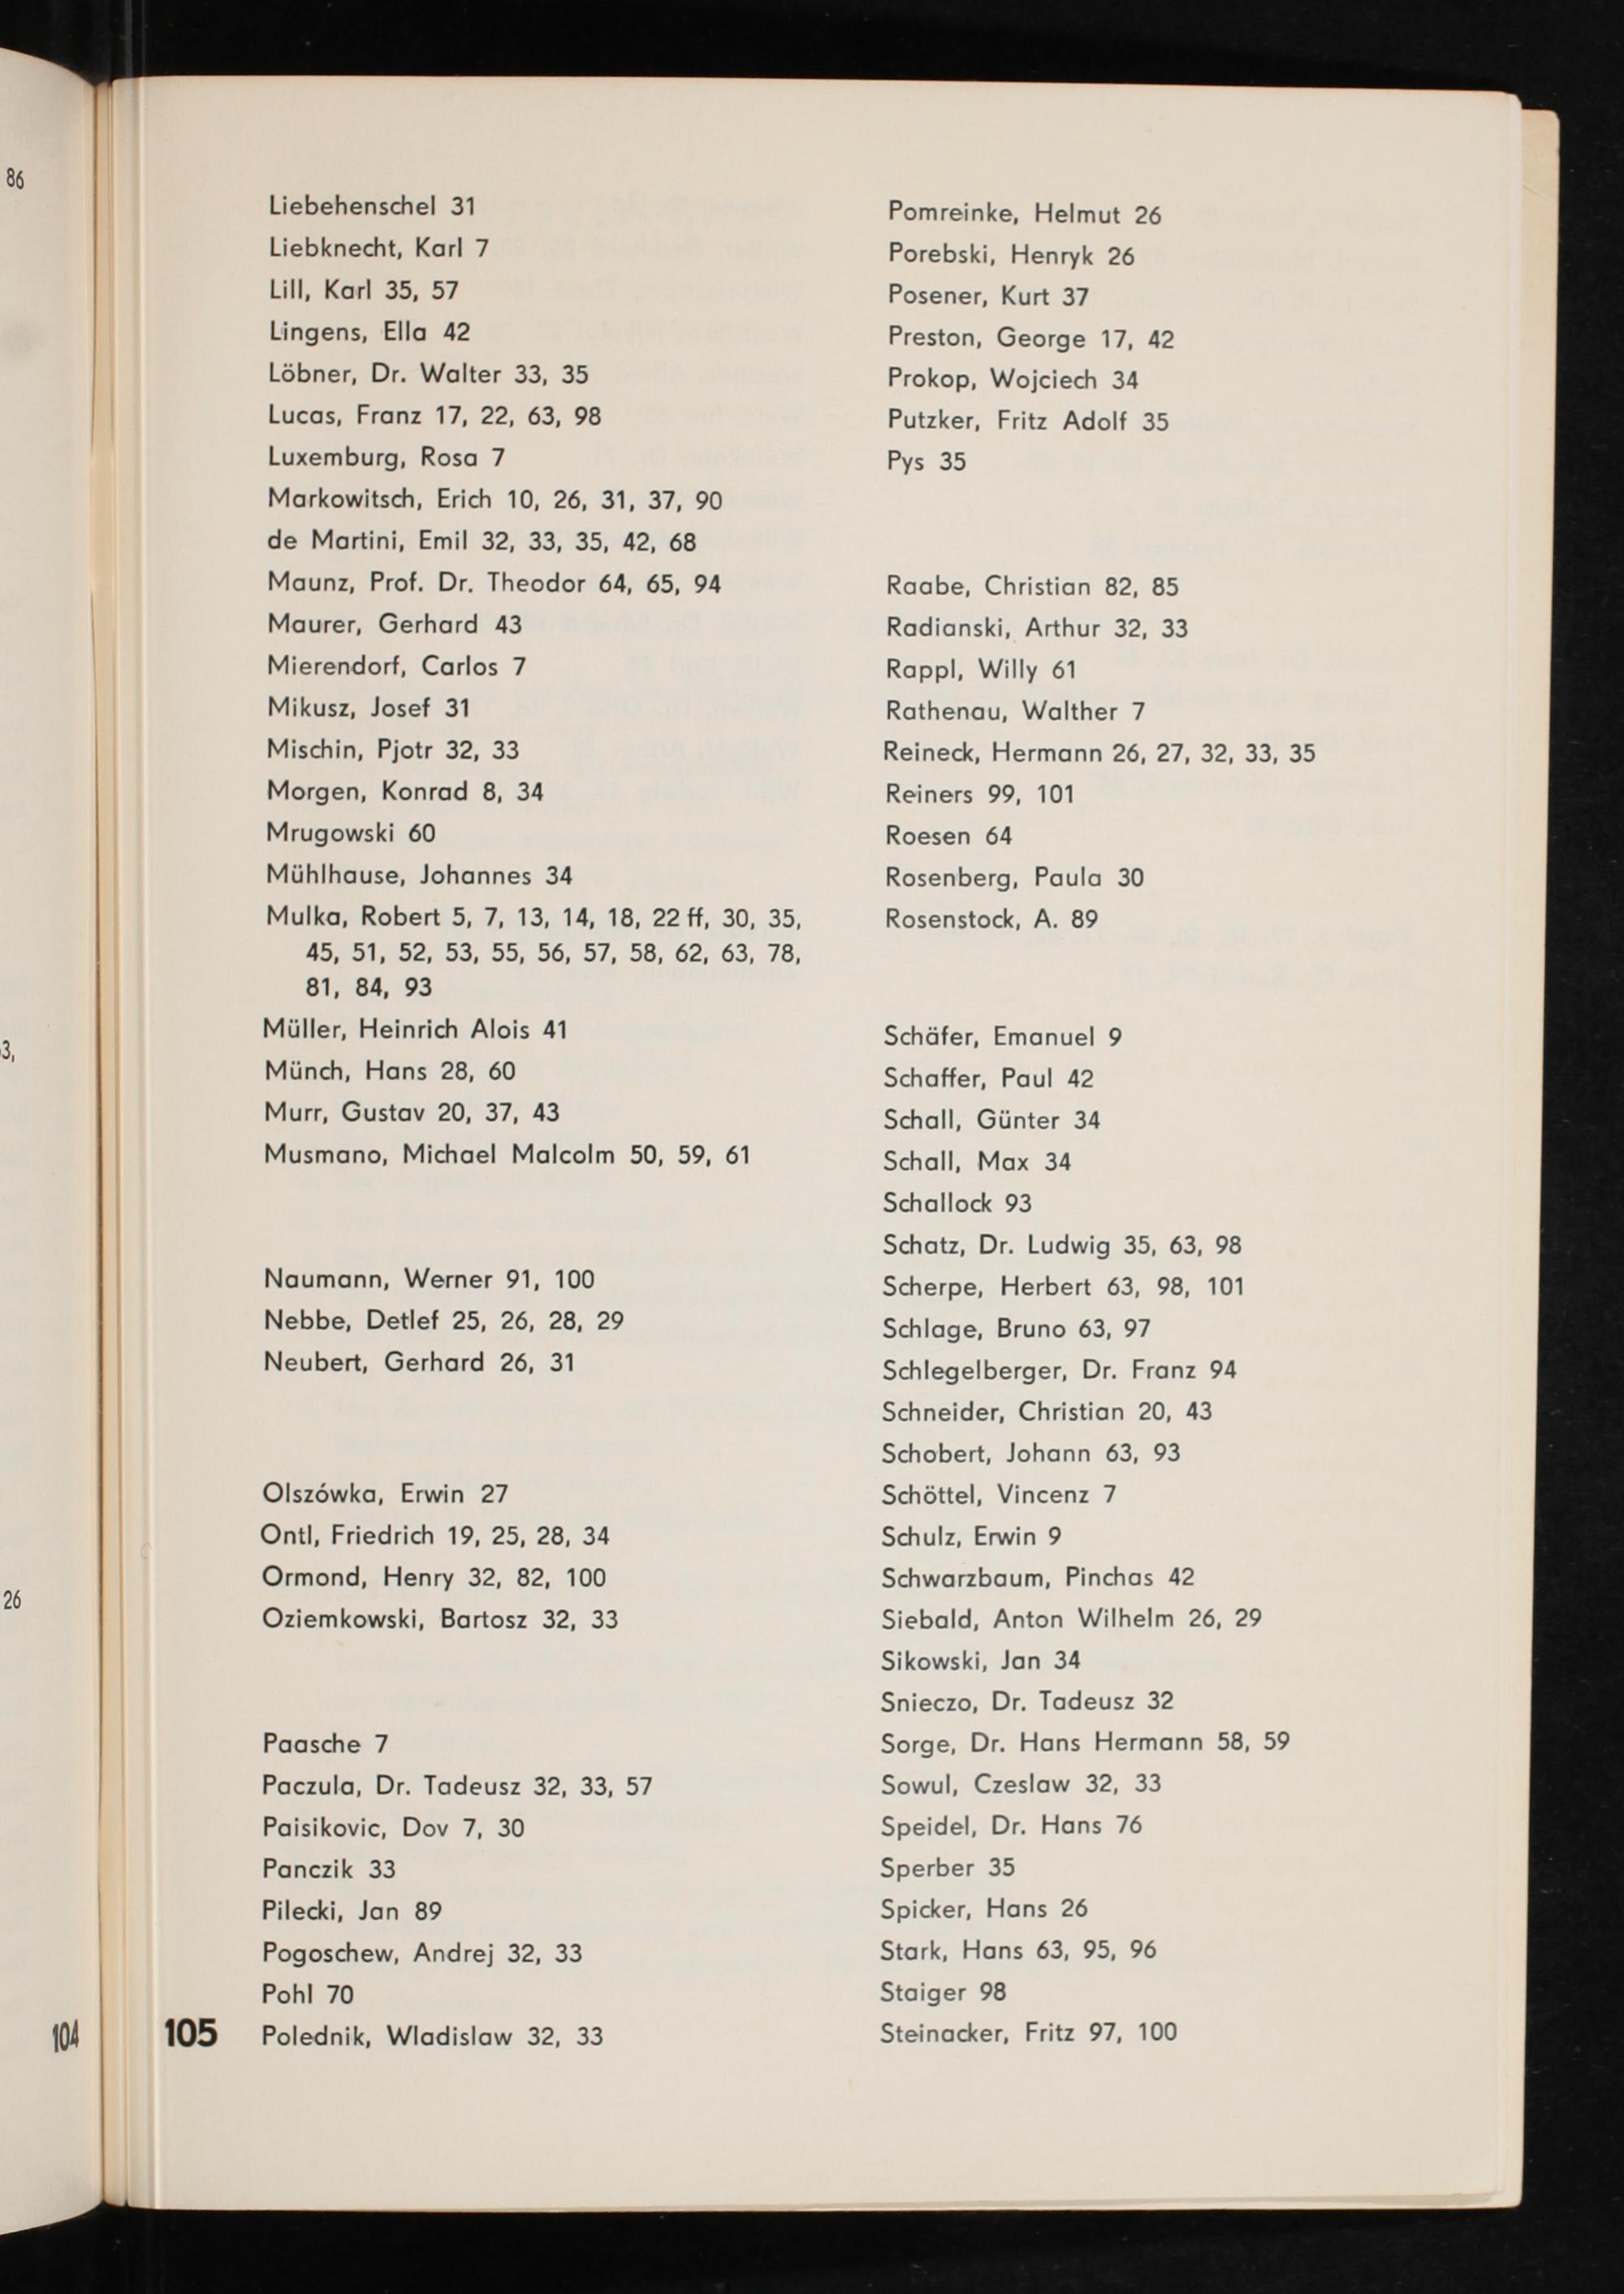 86
3,
26
104
Liebehenschel 31
Liebknecht, Karl 7
Lill, Karl 35, 57
Lingens, Ella 42
Löbner, Dr. Walter 33, 35
Lucas, Franz 17, 22, 63, 98
Luxemburg, Rosa 7
Markowitsch, Erich 10, 26, 31, 37, 90
de Martini, Emil 32, 33, 35, 42, 68
Maunz, Prof. Dr. Theodor 64, 65, 94
Maurer, Gerhard 43
Mierendorf, Carlos 7
Mikusz, Josef 31
Mischin, Pjotr 32, 33
Morgen, Konrad 8, 34
Mrugowski 60
Mühlhause, Johannes 34
Mulka, Robert 5, 7, 13, 14, 18, 22 ff, 30, 35,
45, 51, 52, 53, 55, 56, 57, 58, 62, 63, 78,
81, 84, 93
Müller, Heinrich Alois 41
Münch, Hans 28, 60
Murr, Gustav 20, 37, 43
Musmano, Michael Malcolm 50, 59, 61
Naumann, Werner 91, 100
Nebbe, Detlef 25, 26, 28, 29
Neubert, Gerhard 26, 31
Olszówka, Erwin 27
Ontl, Friedrich 19, 25, 28, 34
Ormond, Henry 32, 82, 100
Oziemkowski, Bartosz 32, 33
Paasche 7
Paczula, Dr. Tadeusz 32, 33, 57
Paisikovic, Dov 7, 30
Panczik 33
Pilecki, Jan 89
Pogoschew, Andrej 32, 33
Pohl 70
105 Polednik, Wladislaw 32, 33
Pomreinke, Helmut 26
Porebski, Henryk 26
Posener, Kurt 37
Preston, George 17, 42
Prokop, Wojciech 34
Putzker, Fritz Adolf 35
Pys 35
Raabe, Christian 82, 85
Radianski, Arthur 32, 33
Rappl, Willy 61
Rathenau, Walther 7
Reineck, Hermann 26, 27, 32, 33, 35
Reiners 99, 101
Roesen 64
Rosenberg, Paula 30
Rosenstock, A. 89
Schäfer, Emanuel 9
Schaffer, Paul 42
Schall, Günter 34
Schall, Max 34
Schallock 93
Schatz, Dr. Ludwig 35, 63, 98
Scherpe, Herbert 63, 98, 101
Schlage, Bruno 63, 97
Schlegelberger, Dr. Franz 94
Schneider, Christian 20, 43
Schobert, Johann 63, 93
Schöttel, Vincenz 7
Schulz, Erwin 9
Schwarzbaum, Pinchas 42
Siebald, Anton Wilhelm 26, 29
Sikowski, Jan 34
Snieczo, Dr. Tadeusz 32
Sorge, Dr. Hans Hermann 58, 59
Sowul, Czeslaw 32, 33
Speidel, Dr. Hans 76
Sperber 35
Spicker, Hans 26
Stark, Hans 63, 95, 96
Staiger 98
Steinacker, Fritz 97, 100